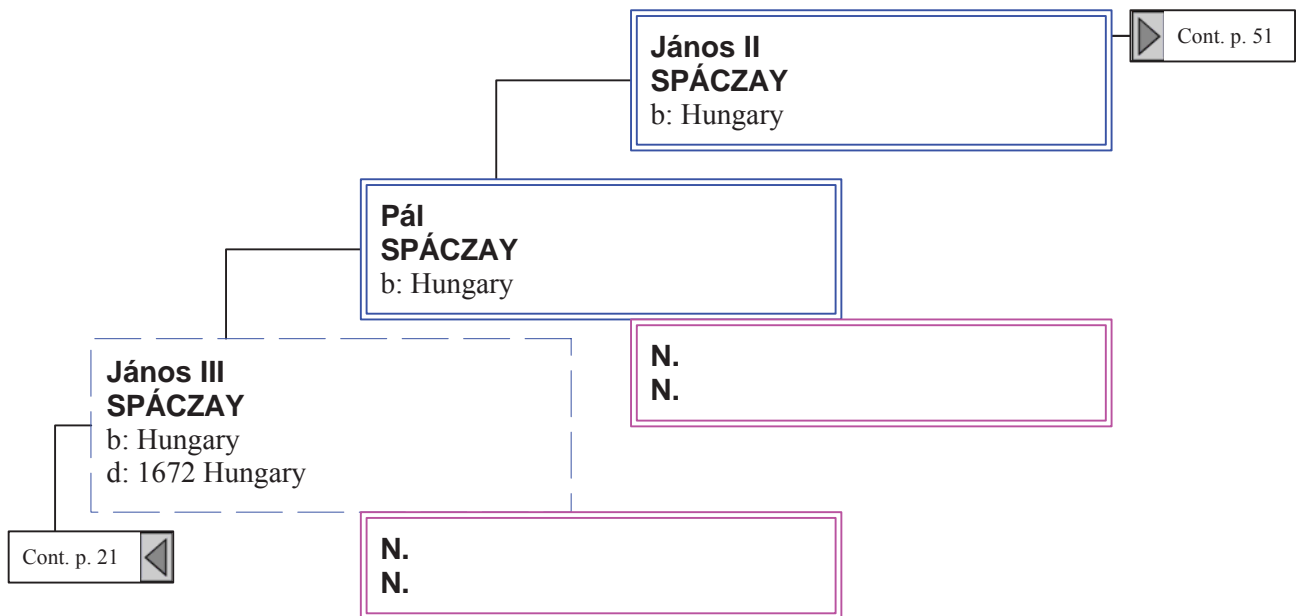 János II
SPÁCZAY
b: Hungary
Cont. p. 51
Pál
SPÁCZAY
b: Hungary
N.
N.
János III
SPÁCZAY
b: Hungary
d: 1672 Hungary
Cont. p. 21
N.
N.